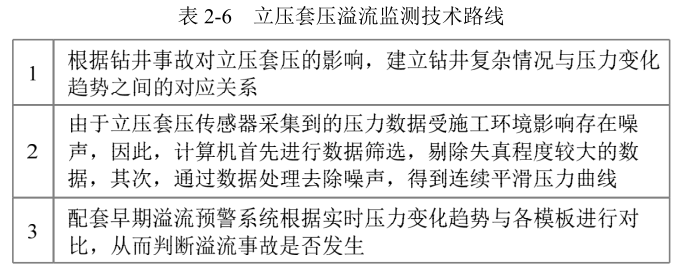 表 2-6 立压套压溢流监测技术路线
1 根据钻井事故对立压套压的影响，建立钻井复杂情况与压力变化
趋势之间的对应关系
由于立压套压传感器采集到的压力数据受施工环境影响存在噪
2 声，因此，计算机首先进行数据筛选，剔除失真程度较大的数
据，其次，通过数据处理去除噪声，得到连续平滑压力曲线
3 配套早期溢流预警系统根据实时压力变化趋势与各模板进行对
比，从而判断溢流事故是否发生